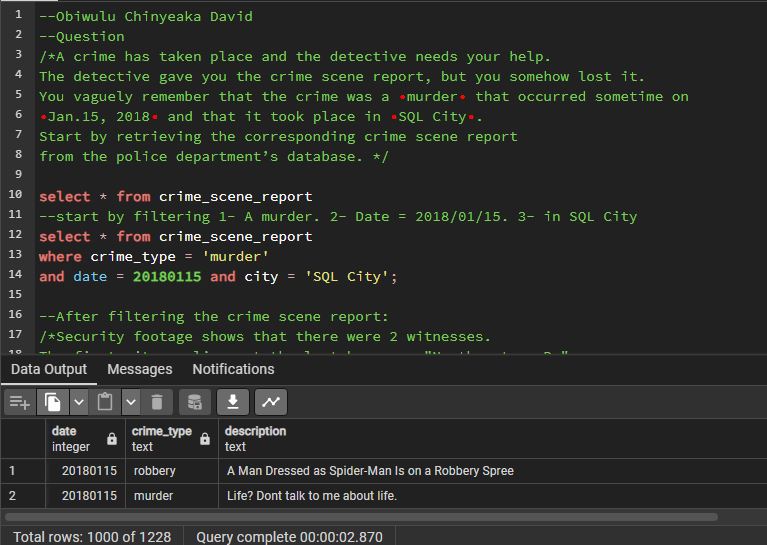 1 --Obiwulu Chinyeaka David
2 --Question
3 /*A crime has taken place and the detective needs your help.
4 The detective gave you the crime scene report, but you somehow lost it.
5 You vaguely remember that the crime was a •murder• that occurred sometime on
6 •Jan.15, 2018• and that it took place in •SQL City•.
7 Start by retrieving the corresponding crime scene report
8 from the police department’s database. */
9
10 select * from crime_scene_report
11 --start by filtering 1- A murder. 2- Date = 2018/01/15. 3- in SQL City
12 select * from crime_scene_report
13 where crime_type = 'murder'
14 and date = 20180115 and city = 'SQL City';
15
16 --After filtering the crime scene report:
17 /*Security footage shows that there were 2 witnesses.
18
Data Output Messages Notifications
date crime_type description
integer text text
1 20180115 robbery A Man Dressed as Spider-Man Is on a Robbery Spree
2 20180115 murder Life? Dont talk to me about life.
Total rows: 1000 of 1228 Query complete 00:00:02.870